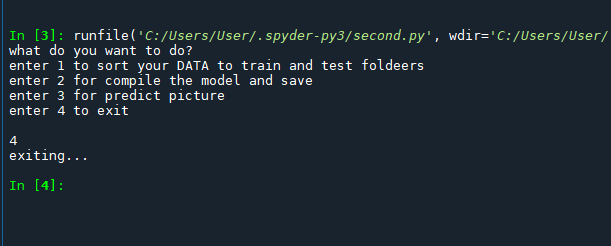 In [3]: runfile('C:/Users/User/.spyder-py3/second.py', wdir='C:/Users/User/
what do you want to do?
enter 1 to sort your DATA to train and test foldeers
enter 2 for compile the model and save
enter 3 for predict picture
enter 4 to exit
4
exiting...
In [4]: